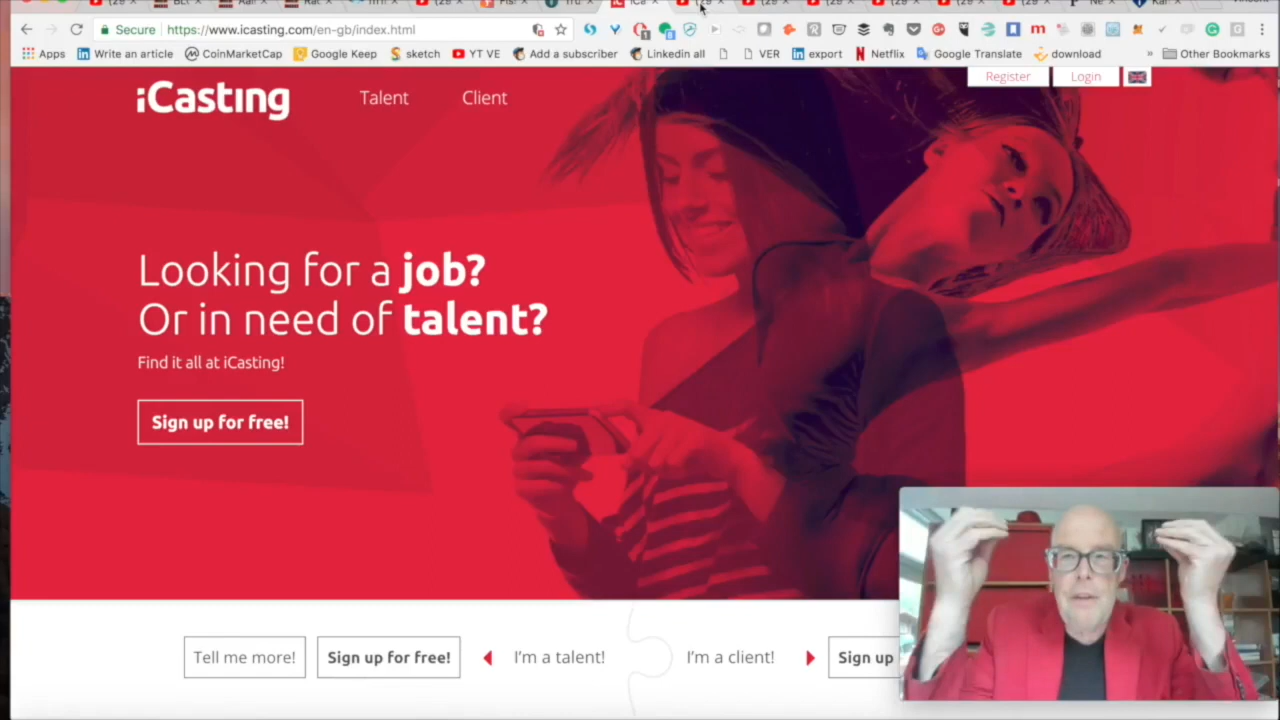 Secure https://www.icasting.com/en-gb/index.html
Apps Write an article CoinMarketCap Google Keep sketch YT VE Add a subscriber Linkedin all VER export Netflix Google Translate download » Other Bookmarks
Register Login
iCasting Talent Client
Looking for a job?
Or in need of talent?
Find it all at iCasting!
Sign up for free!
Tell me more! Sign up for free! I'm a talent! I'm a client! Sign up